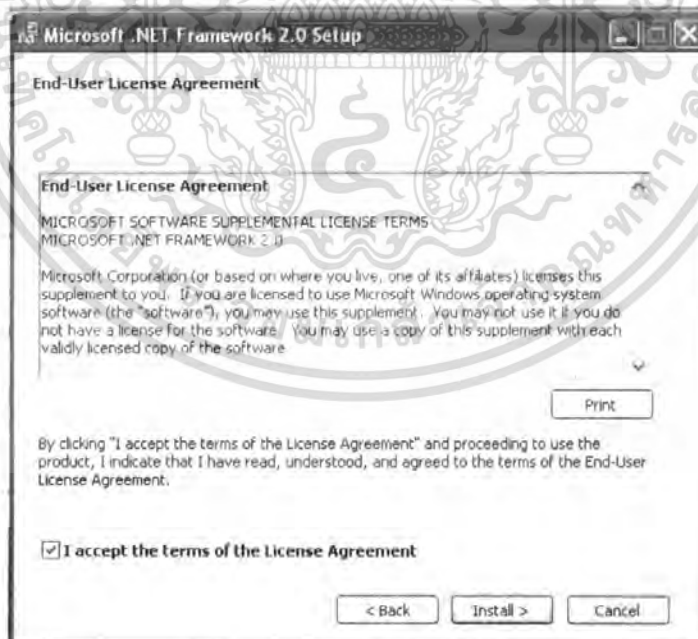 Microsoft .NET Framework 2.0 Setup
End-User License Agreement
End-User License Agreement
MICROSOFT SOFTWARE SUPPLEMENTAL LICENSE TERMS
MICROSOFT .NET FRAMEWORK 2.0
Microsoft Corporation (or based on where you live, one of its affiliates) licenses this
supplement to you. If you are licensed to use Microsoft Windows operating system
software (the "software"), you may use this supplement. You may not use it if you do
not have a license for the software. You may use a copy of this supplement with each
validly licensed copy of the software.
Print
By clicking "I accept the terms of the License Agreement" and proceeding to use the
product, I indicate that I have read, understood, and agreed to the terms of the End-User
License Agreement.
I accept the terms of the License Agreement
< Back
Install >
Cancel